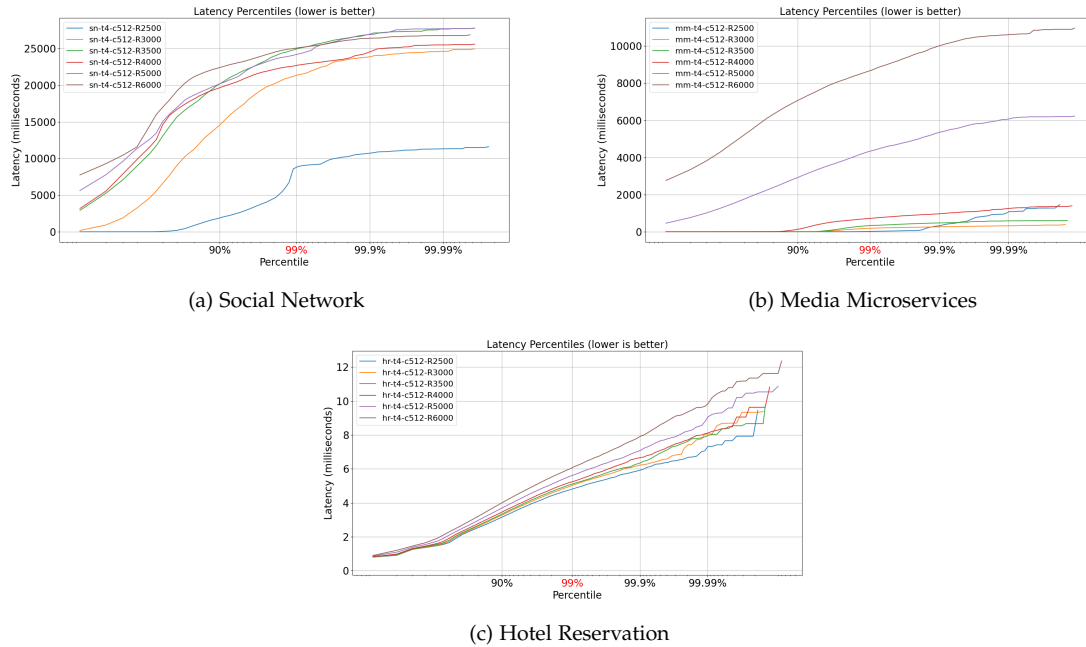 Latency Percentiles (lower is better)
sn-t4-c512-R2500
sn-t4-c512-R3000
sn-t4-c512-R3500
sn-t4-c512-R4000
sn-t4-c512-R5000
sn-t4-c512-R6000
25000
20000
15000
10000
5000
0
Latency (milliseconds)
90%
99%
99.9%
99.99%
Percentile
(a) Social Network
Latency Percentiles (lower is better)
mm-t4-c512-R2500
mm-t4-c512-R3000
mm-t4-c512-R3500
mm-t4-c512-R4000
mm-t4-c512-R5000
mm-t4-c512-R6000
10000
8000
6000
4000
2000
0
Latency (milliseconds)
90%
99%
99.9%
99.99%
Percentile
(b) Media Microservices
Latency Percentiles (lower is better)
hr-t4-c512-R2500
hr-t4-c512-R3000
hr-t4-c512-R3500
hr-t4-c512-R4000
hr-t4-c512-R5000
hr-t4-c512-R6000
12
10
8
6
4
2
0
Latency (milliseconds)
90%
99%
99.9%
99.99%
Percentile
(c) Hotel Reservation